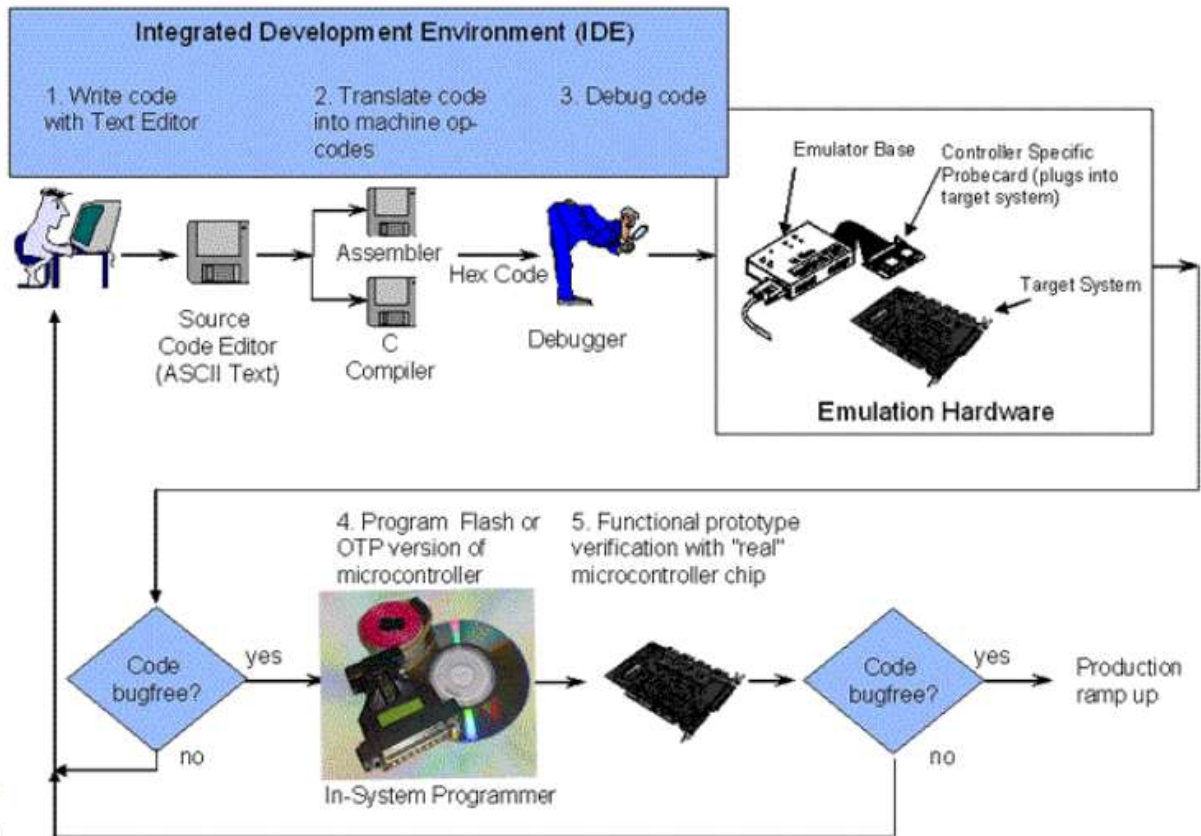 Integrated Development Environment (IDE)
1. Write code
with Text Editor
2. Translate code
into machine op-
codes
3. Debug code
Emulator Base
Controller Specific
Probecard (plugs into
target system)
Target System
Emulation Hardware
Source
Code Editor
(ASCII Text)
Assembler
C
Compiler
Hex Code
Debugger
4. Program Flash or
OTP version of
microcontroller
5. Functional prototype
verification with "real"
microcontroller chip
Code
bugfree?
yes
no
In-System Programmer
Code
bugfree?
yes
no
Production
ramp up